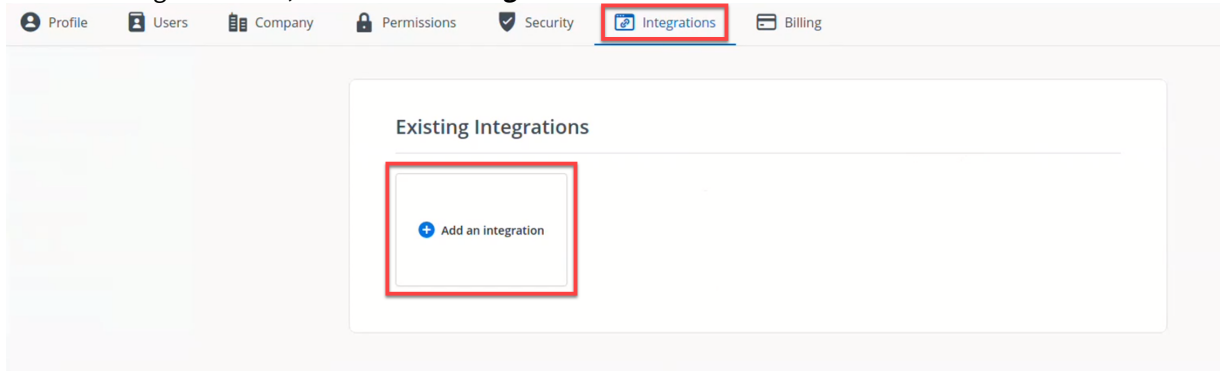 Profile Users Company Permissions Security Integrations Billing
Existing Integrations
Add an integration